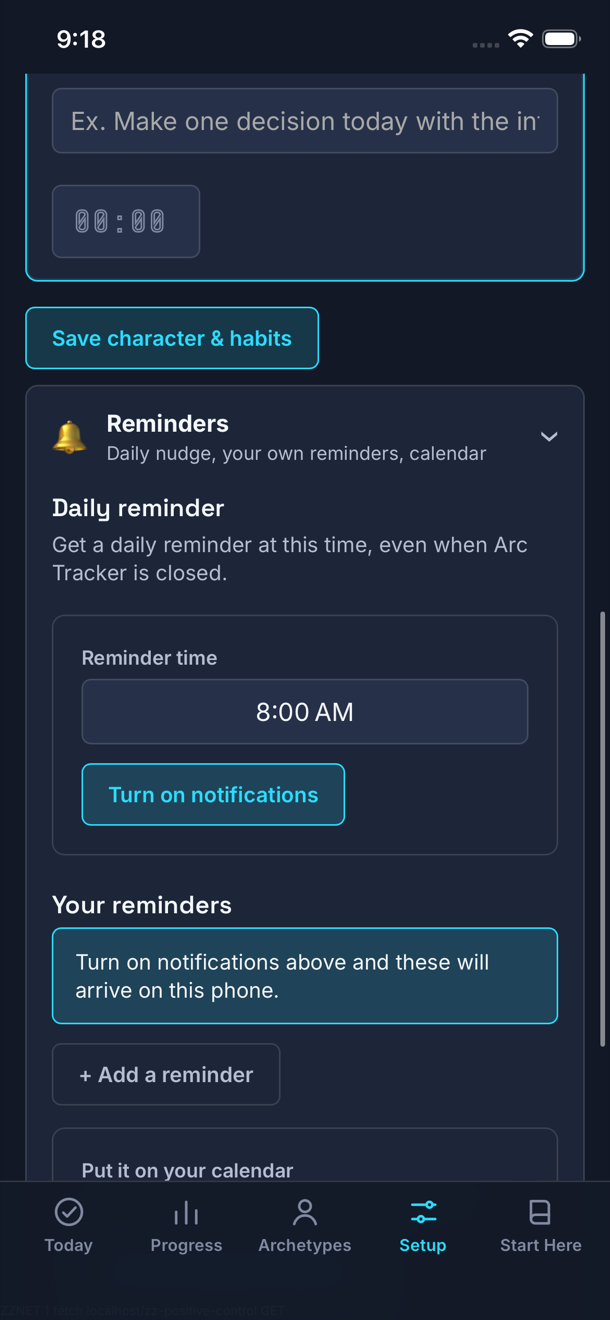 9:18
Ex. Make one decision today with the in
00:00
Save character & habits
Reminders
Daily nudge, your own reminders, calendar
Daily reminder
Get a daily reminder at this time, even when Arc
Tracker is closed.
Reminder time
8:00 AM
Turn on notifications
Your reminders
Turn on notifications above and these will
arrive on this phone.
+ Add a reminder
Put it on your calendar
Today
Progress
Archetypes
Setup
Start Here